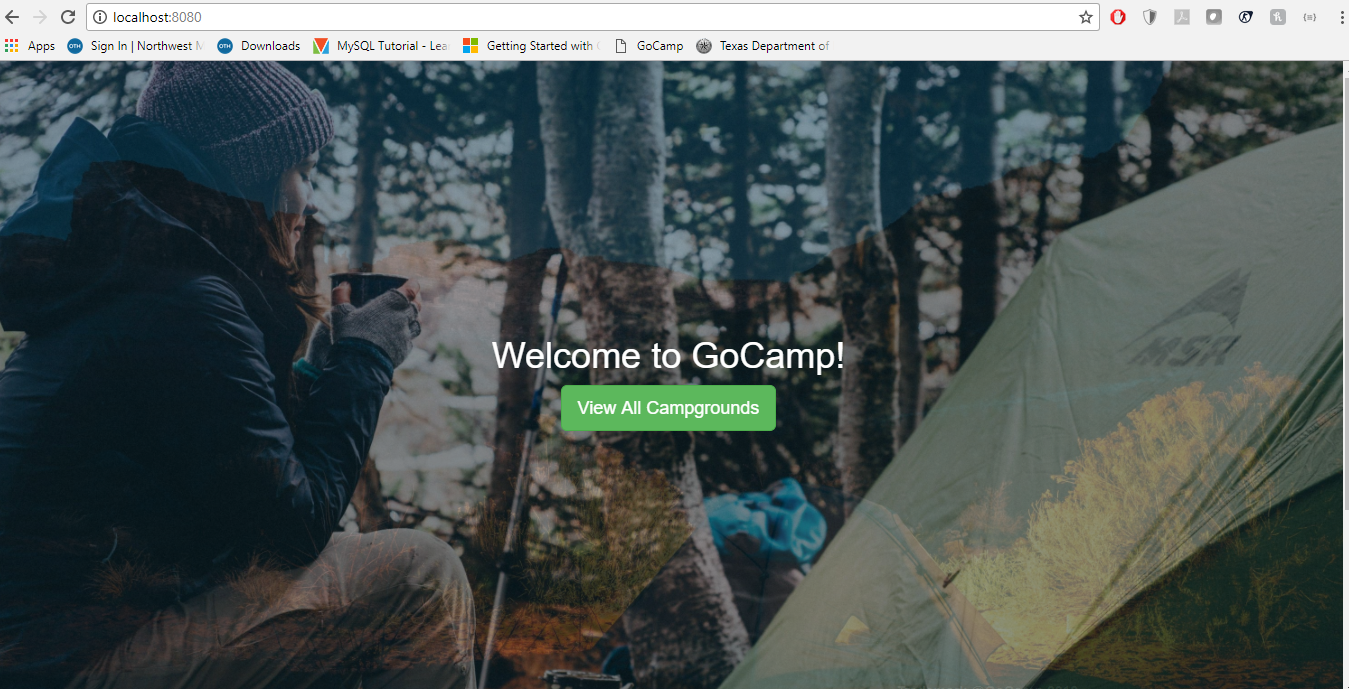 localhost:8080
Apps Sign In | Northwest Downloads MySQL Tutorial - Lea Getting Started with GoCamp Texas Department of
MSR
Welcome to GoCamp!
View All Campgrounds